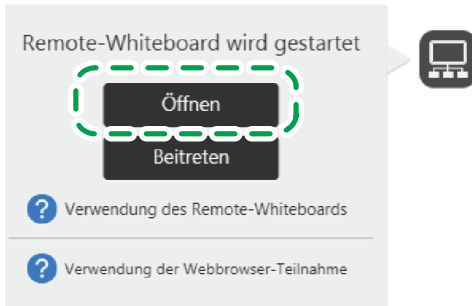 Remote-Whiteboard wird gestartet
Öffnen
Beitreten
? Verwendung des Remote-Whiteboards
? Verwendung der Webbrowser-Teilnahme